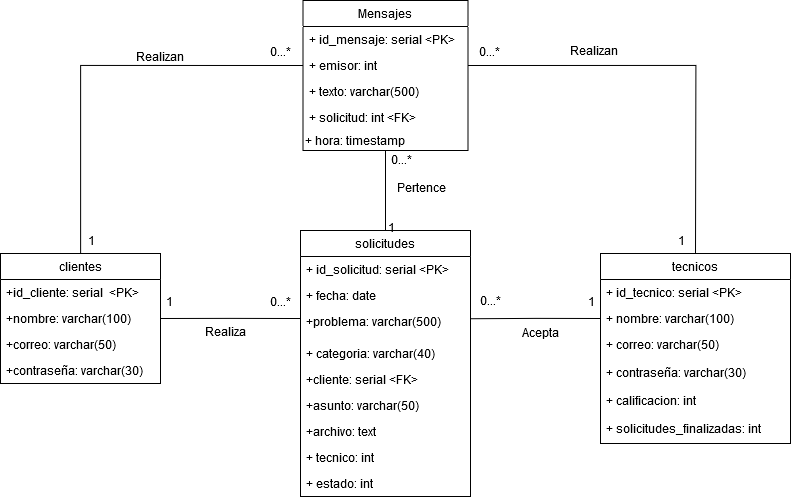 Mensajes
+ id_mensaje: serial <PK>
+ emisor: int
+ texto: varchar(500)
+ solicitud: int <FK>
+ hora: timestamp
Realizan
0...*
0...*
Realizan
0...*
Pertence
1
1
1
clientes
+id_cliente: serial <PK>
+nombre: varchar(100)
+correo: varchar(50)
+contraseña: varchar(30)
1
0...*
Realiza
solicitudes
+ id_solicitud: serial <PK>
+ fecha: date
+problema: varchar(500)
+ categoria: varchar(40)
+cliente: serial <FK>
+asunto: varchar(50)
+archivo: text
+ tecnico: int
+ estado: int
0...*
1
Acepta
tecnicos
+ id_tecnico: serial <PK>
+ nombre: varchar(100)
+ correo: varchar(50)
+ contraseña: varchar(30)
+ calificacion: int
+ solicitudes_finalizadas: int